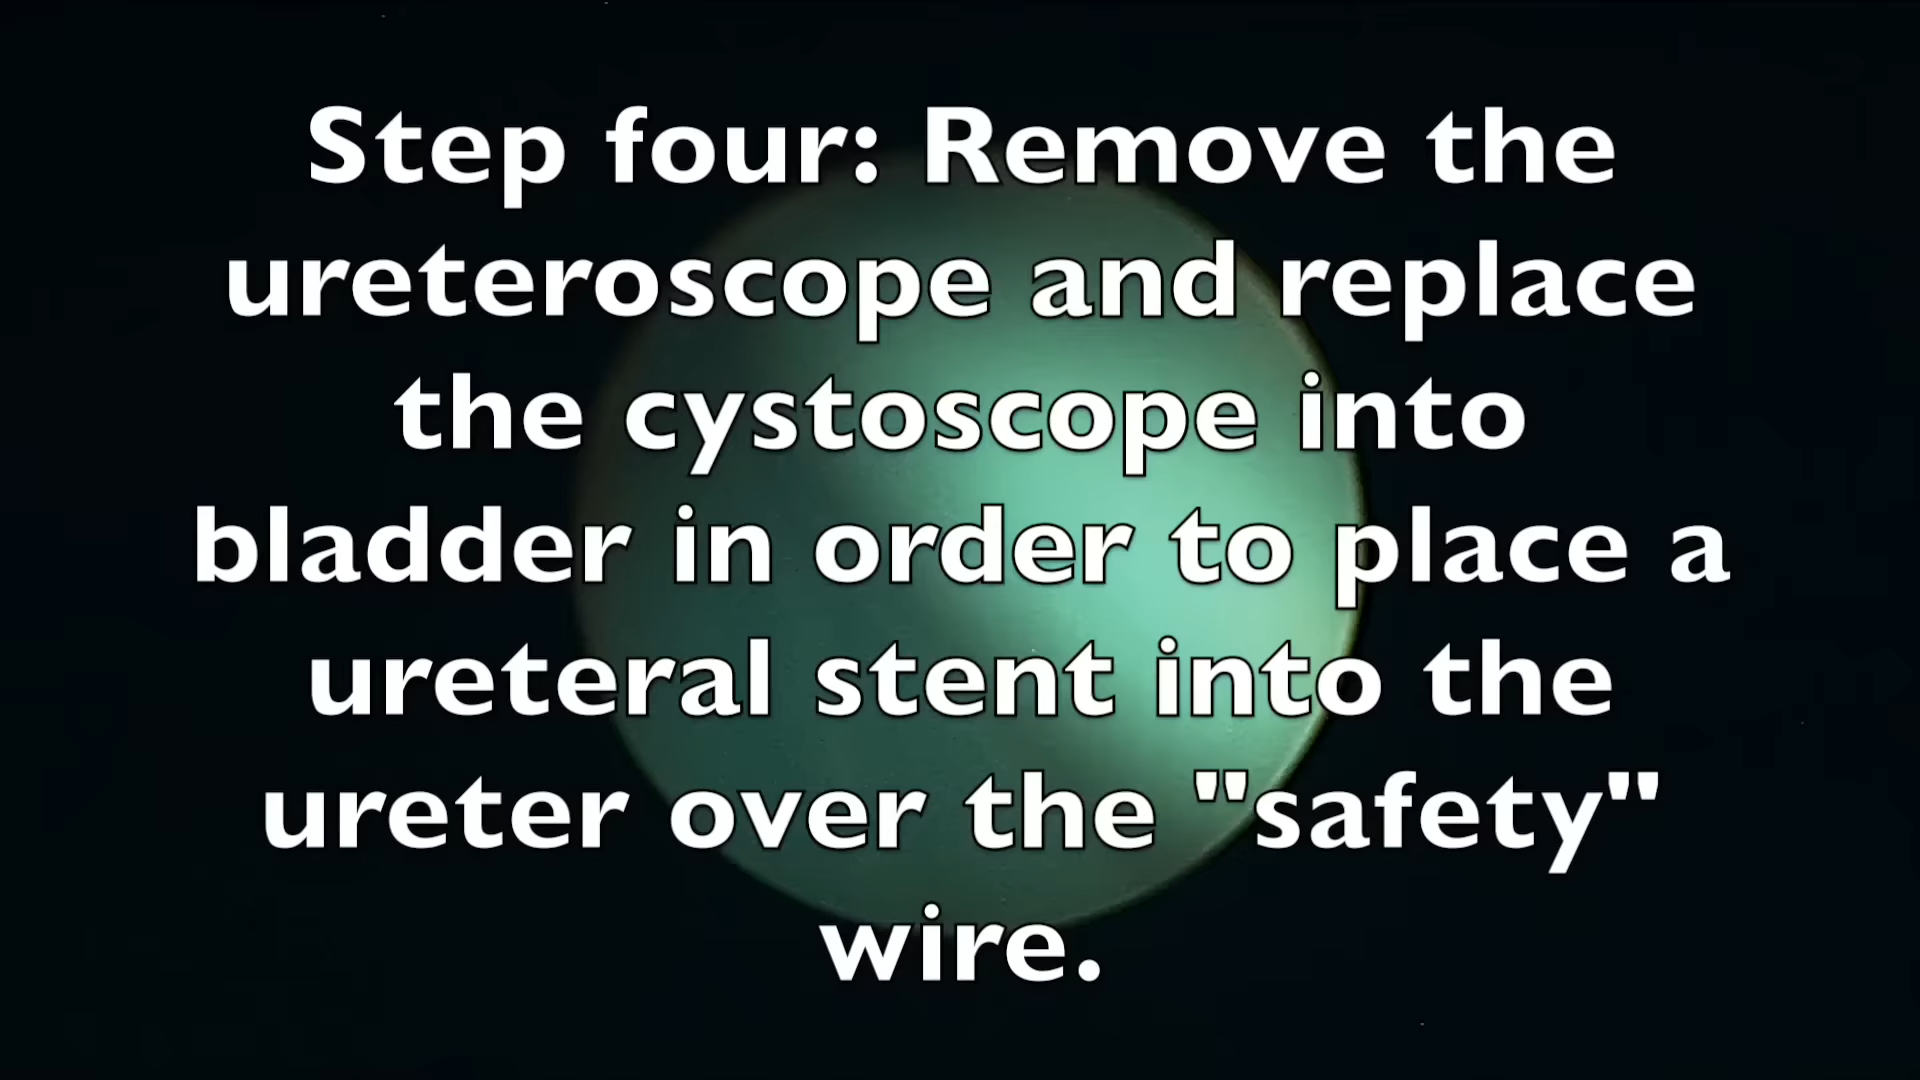 Step four: Remove the
ureteroscope and replace
the cystoscope into
bladder in order to place a
ureteral stent into the
ureter over the "safety"
wire.